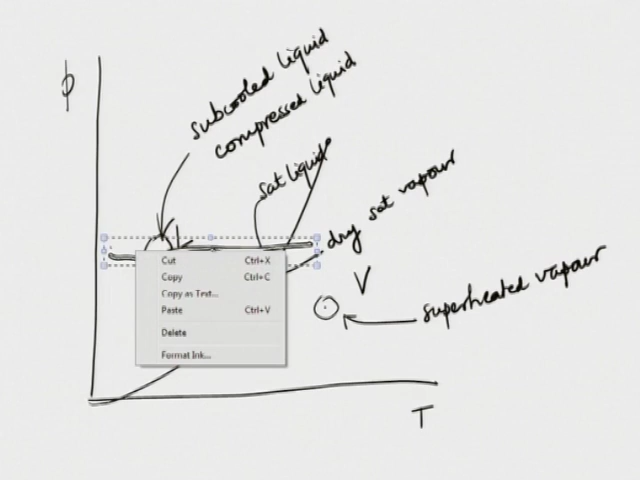 p
subcooled liquid
compressed liquid
sat liquid
dry sat vapour
V
superheated vapour
Cut Ctrl+X
Copy Ctrl+C
Copy as Text...
Paste Ctrl+V
Delete
Format Ink...
T